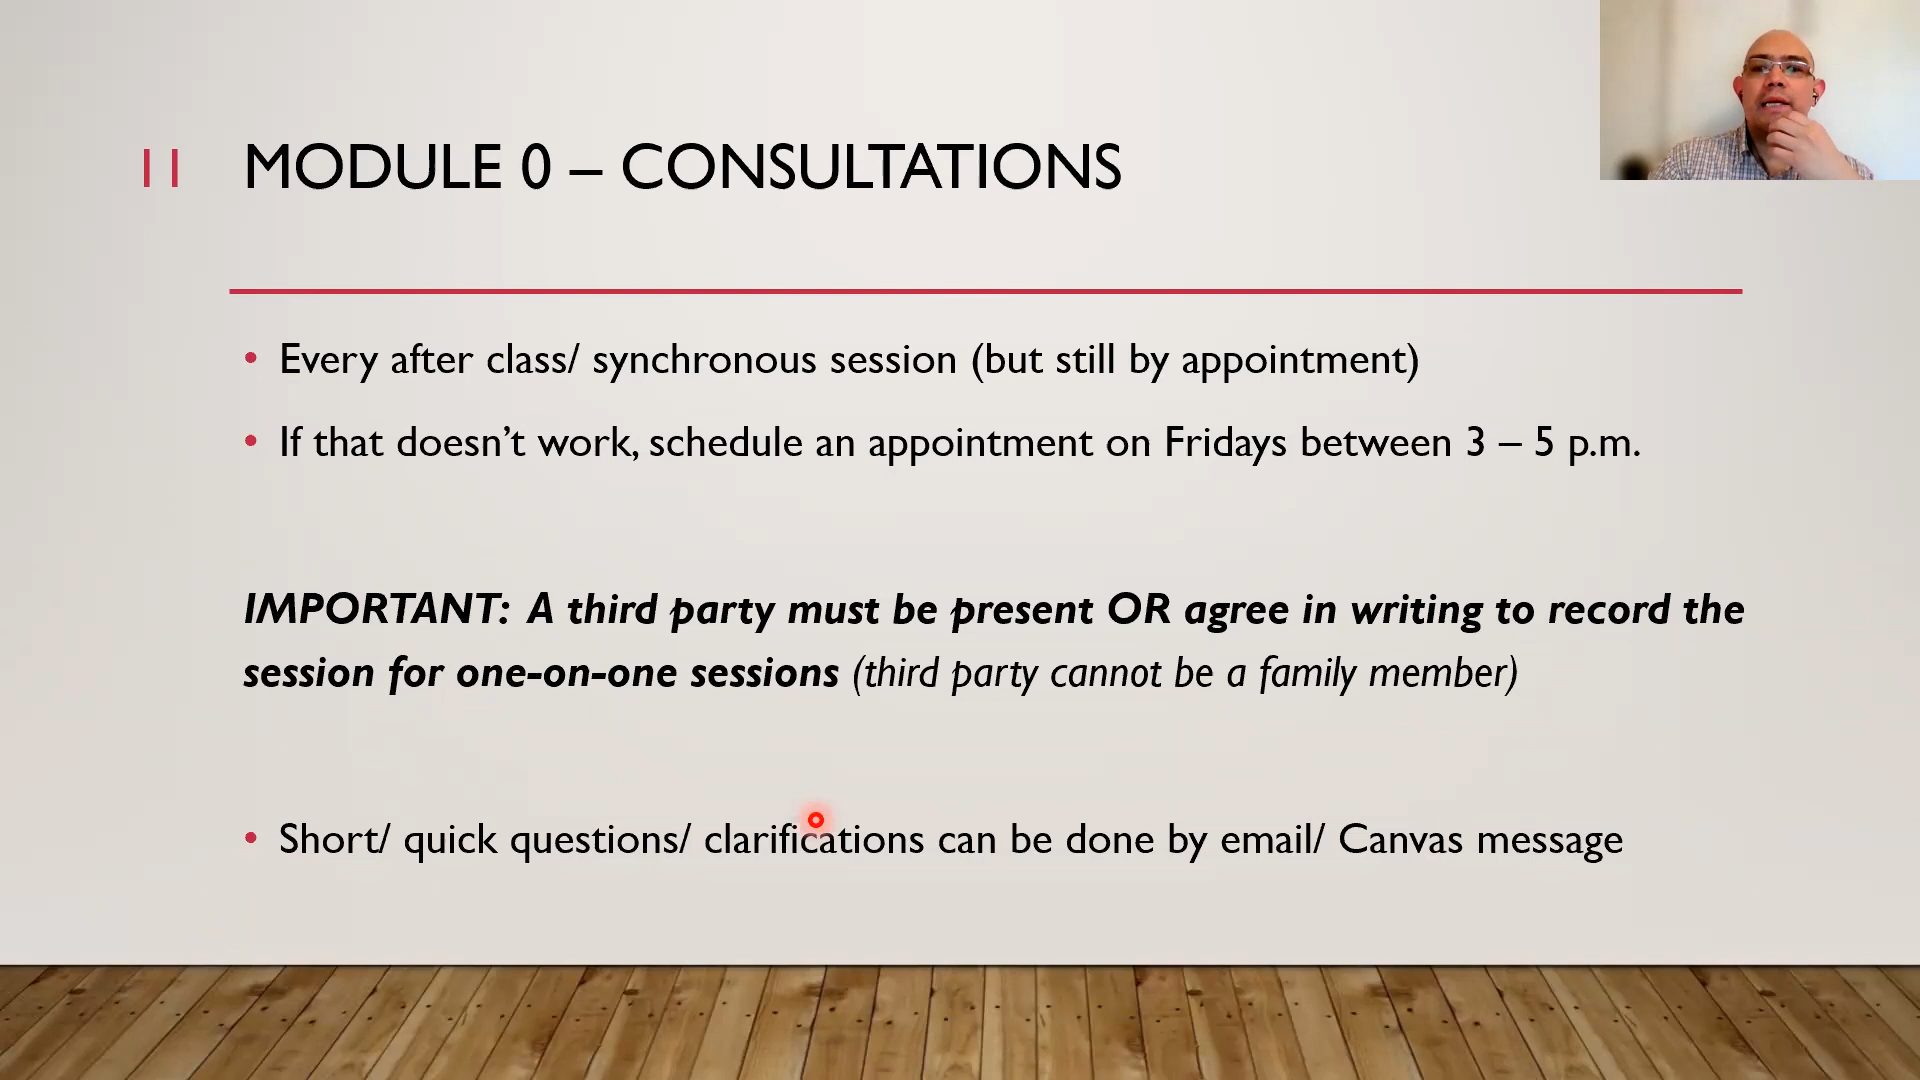 11 MODULE 0 – CONSULTATIONS
• Every after class/ synchronous session (but still by appointment)
• If that doesn’t work, schedule an appointment on Fridays between 3 – 5 p.m.
IMPORTANT: A third party must be present OR agree in writing to record the
session for one-on-one sessions (third party cannot be a family member)
• Short/ quick questions/ clarifications can be done by email/ Canvas message